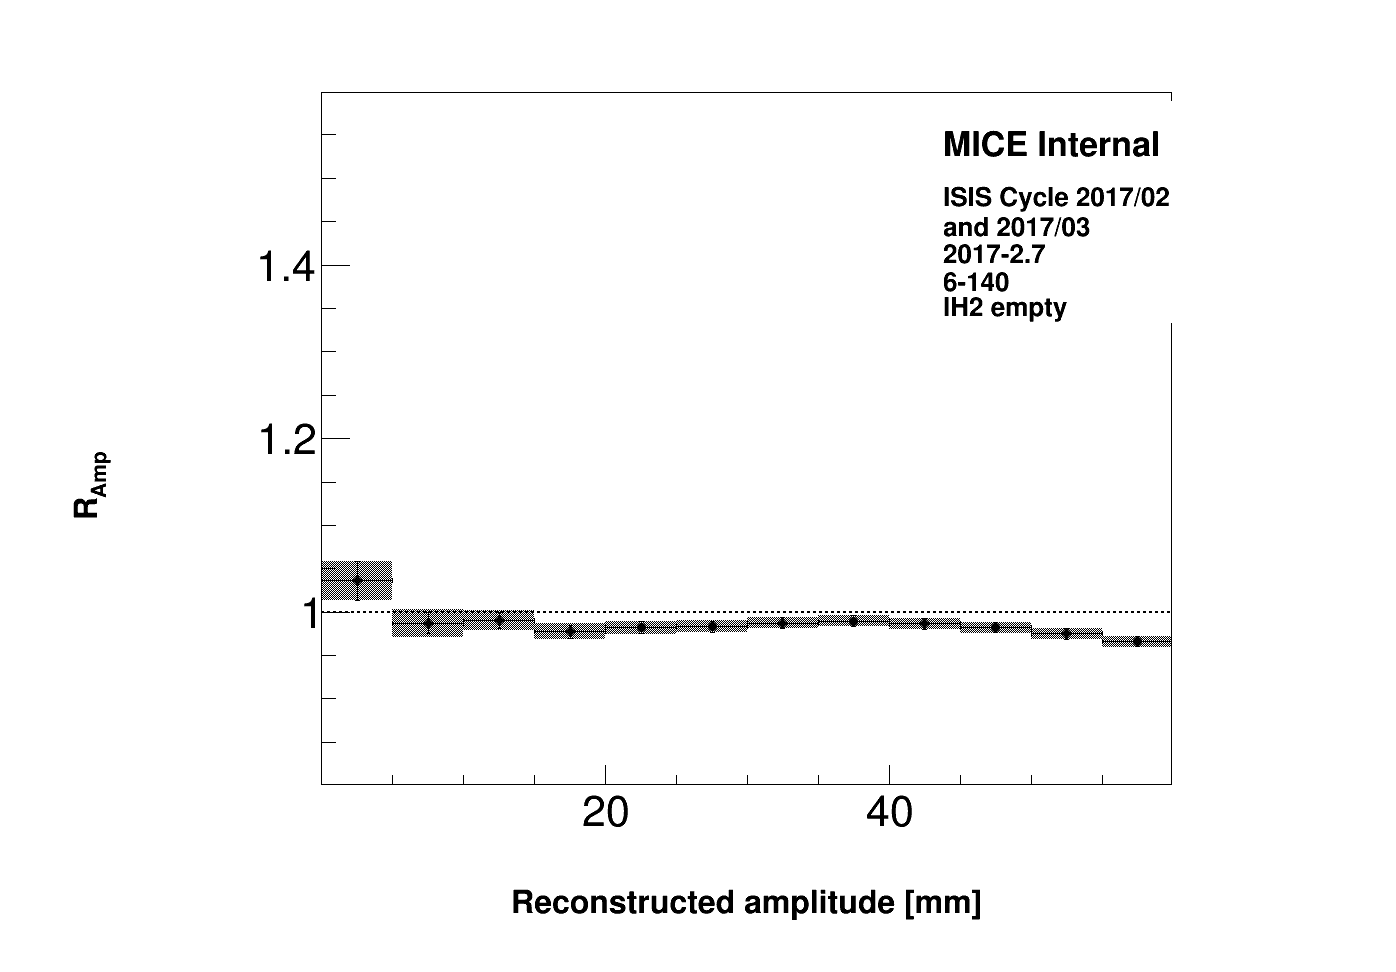 MICE Internal
ISIS Cycle 2017/02
and 2017/03
2017-2.7
6-140
lH2 empty
1.4
1.2
1
R_Amp
20
40
Reconstructed amplitude [mm]